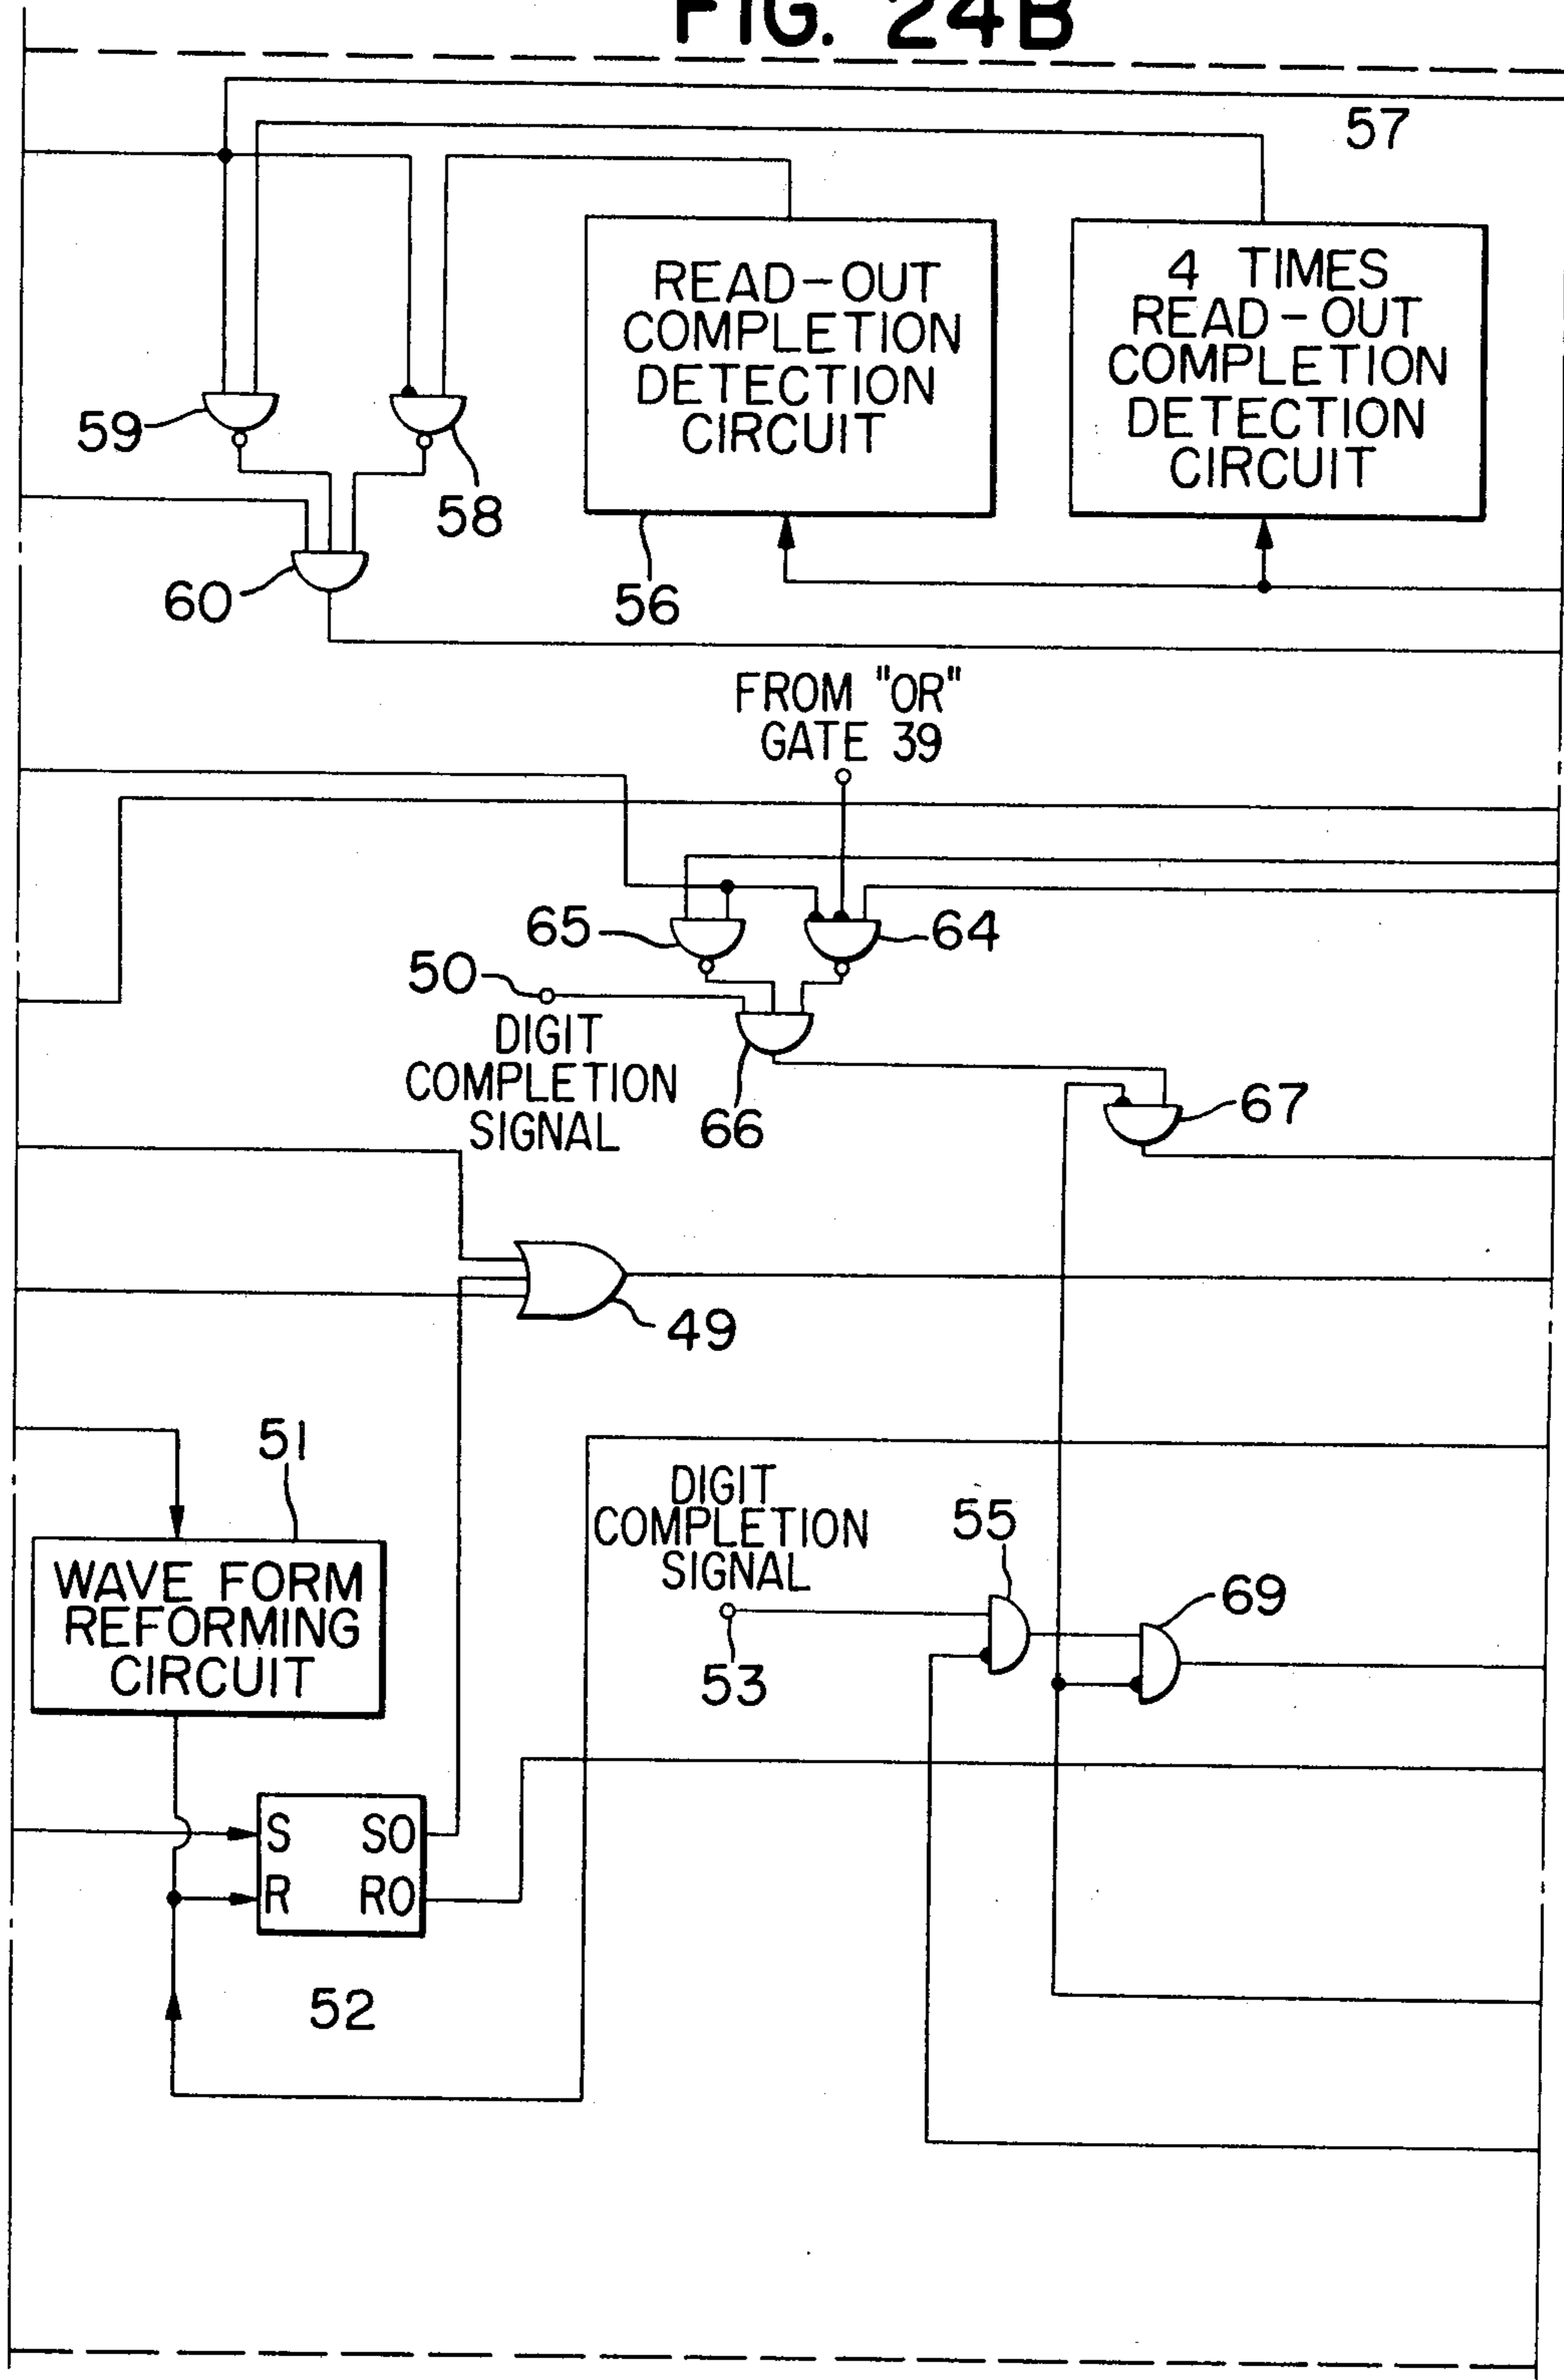 FIG. 24B
57
READ-OUT
COMPLETION
DETECTION
CIRCUIT
4 TIMES
READ-OUT
COMPLETION
DETECTION
CIRCUIT
59
58
60
56
FROM "OR"
GATE 39
65
64
50
DIGIT
COMPLETION
SIGNAL
66
67
49
51
DIGIT
COMPLETION
SIGNAL
55
WAVE FORM
REFORMING
CIRCUIT
69
53
S SO
R RO
52